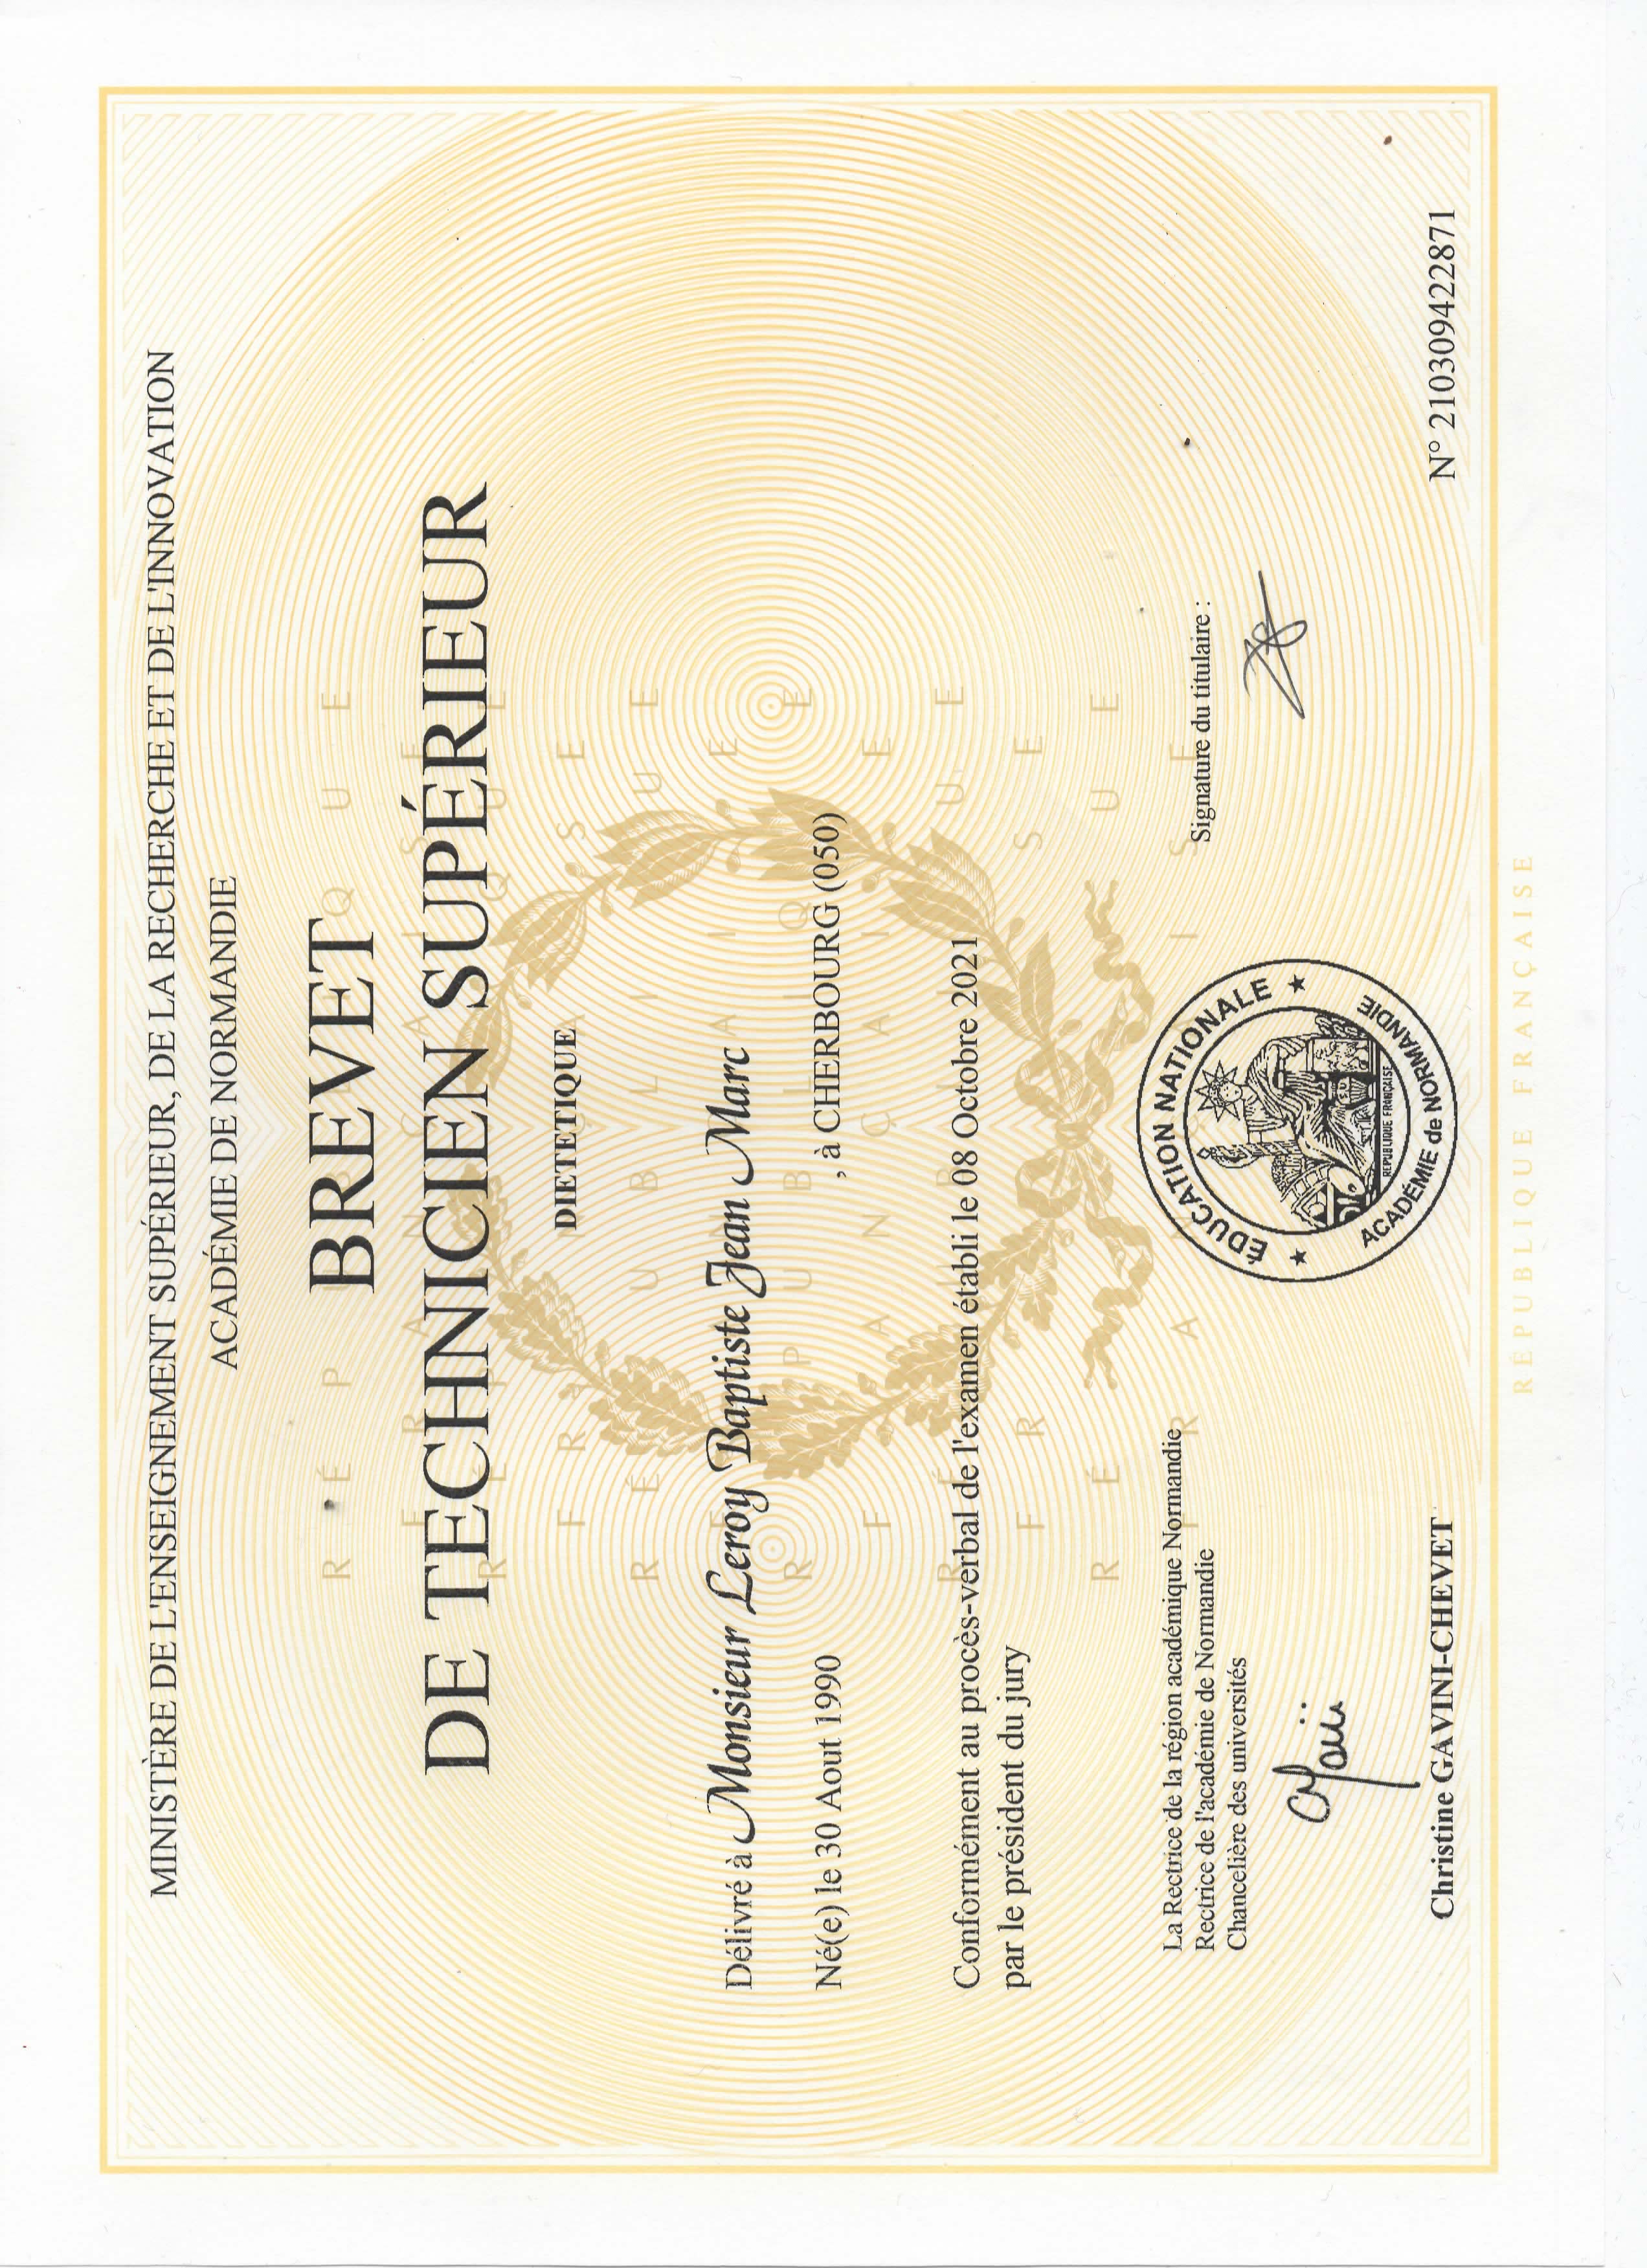 MINISTÈRE DE L'ENSEIGNEMENT SUPÉRIEUR, DE LA RECHERCHE ET DE L'INNOVATION
ACADÉMIE DE NORMANDIE
BREVET
DE TECHNICIEN SUPÉRIEUR
DIETETIQUE
Délivré à Monsieur Leroy Baptiste Jean Marc
Né(e) le 30 Aout 1990 , à CHERBOURG (050)
Conformément au procès-verbal de l'examen établi le 08 Octobre 2021
par le président du jury
La Rectrice de la région académique Normandie
Rectrice de l'académie de Normandie
Chancelière des universités
Signature du titulaire :
ÉDUCATION NATIONALE
REPUBLIQUE FRANÇAISE
ACADÉMIE de NORMANDIE
Christine GAVINI-CHEVET
N° 210309422871
RÉPUBLIQUE FRANÇAISE